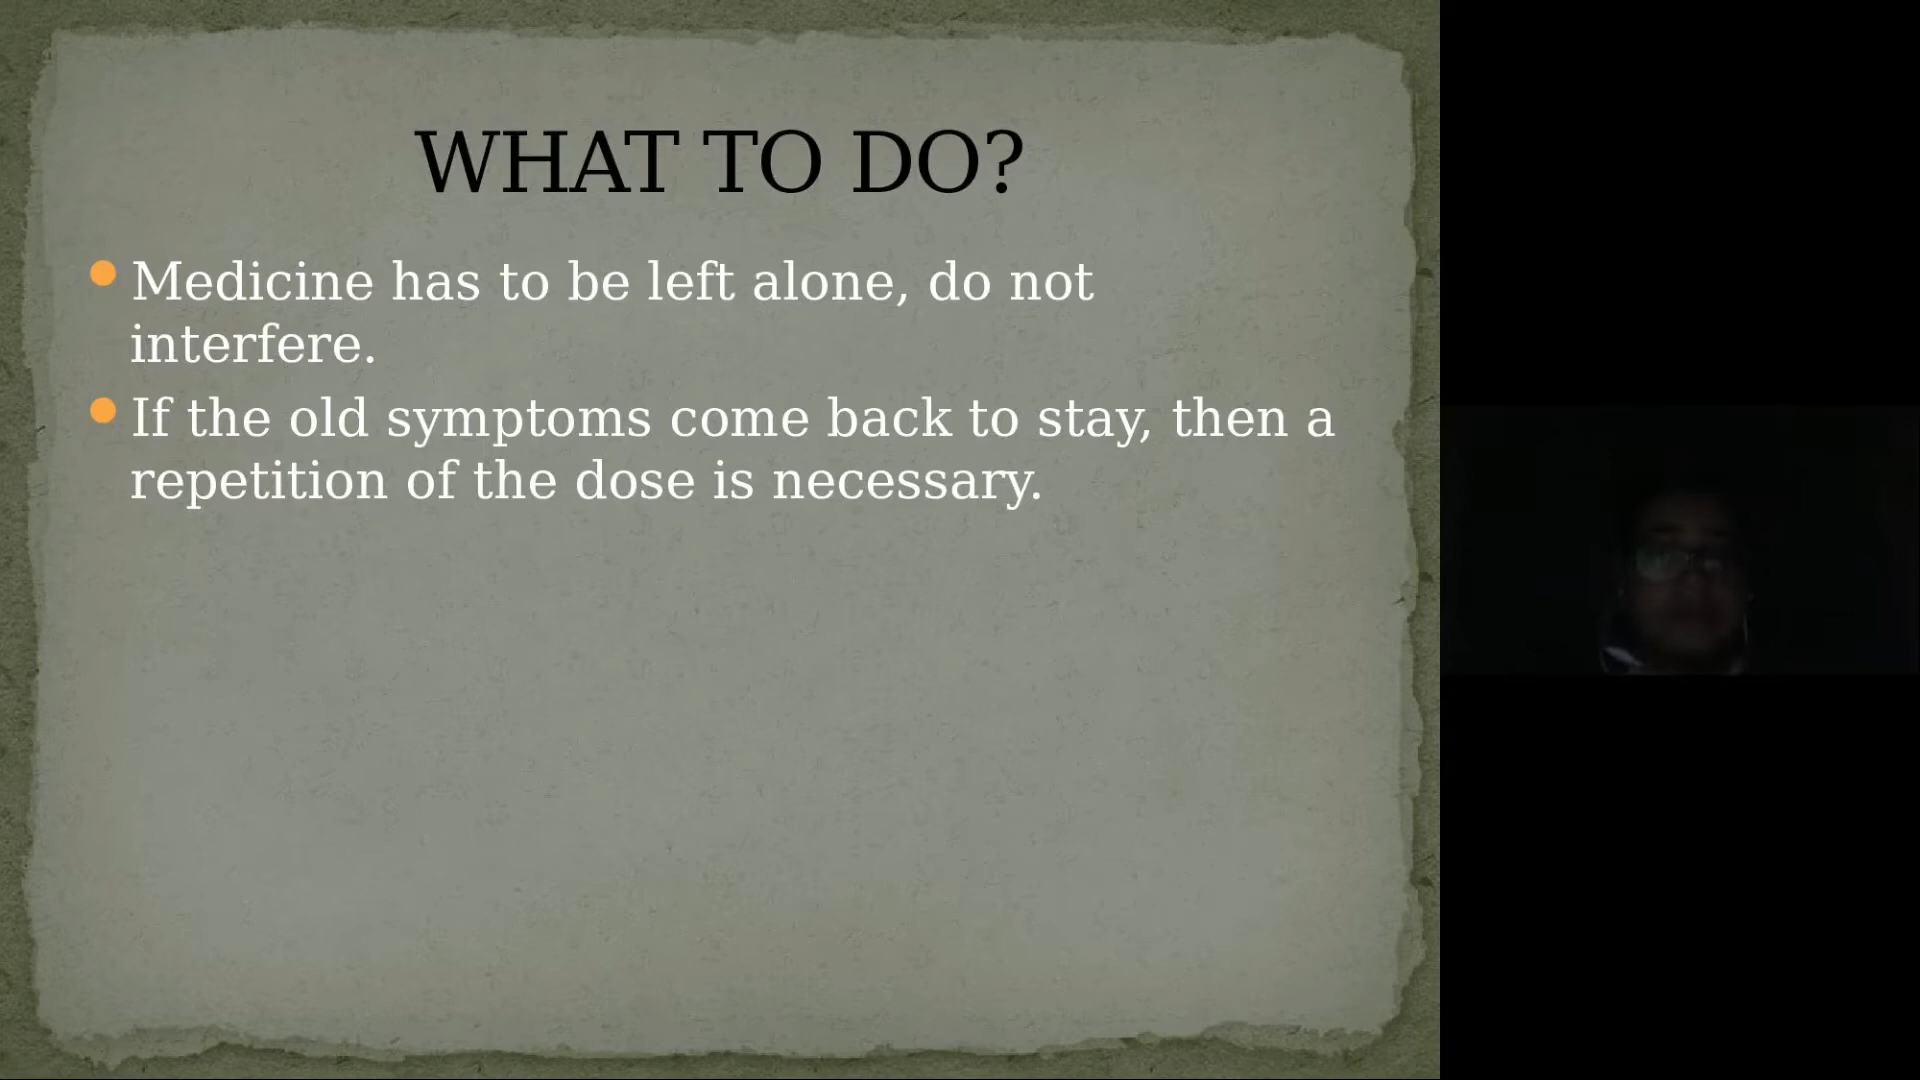 WHAT TO DO?
Medicine has to be left alone, do not
interfere.
If the old symptoms come back to stay, then a
repetition of the dose is necessary.